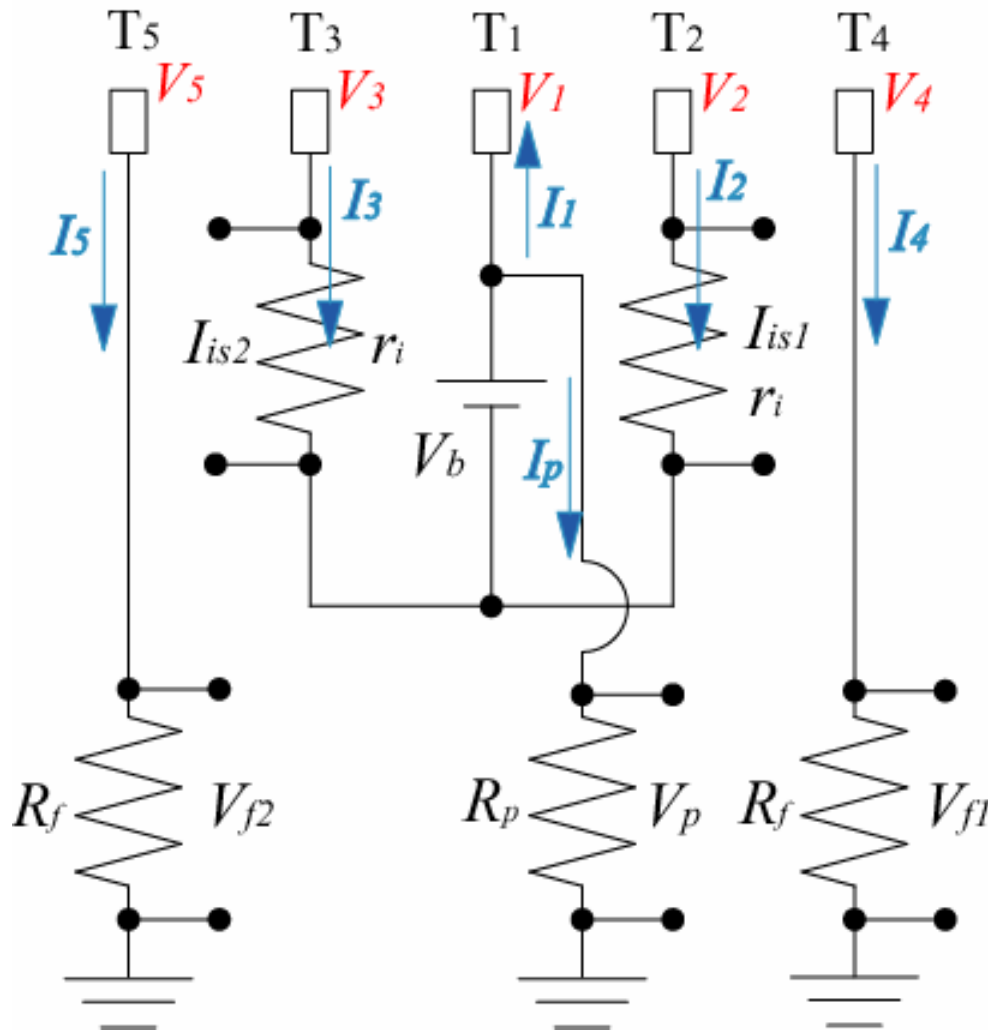 T5 T3 T1 T2 T4
V5 V3 V1 V2 V4
I5 I3 I1 I2 I4
Iis2 ri Iis1
ri
Vb Ip
Rf Vf2 Rp Vp Rf Vf1